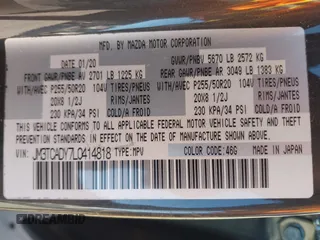 MFD. BY MAZDA MOTOR CORPORATION
DATE 01/20 GVWR/PNBV 5670 LB 2572 KG
FRONT GAWR/PNBE AV 2701 LB 1225 KG REAR GAWR/PNBE AR 3049 LB 1383 KG
WITH/AVEC P255/50R20 104V TIRES/PNEUS WITH/AVEC P255/50R20 104V TIRES/PNEUS
20X8 1/2J RIMS/JANTES 20X8 1/2J RIMS/JANTES
230 KPA/34 PSI COLD/A FROID 230 KPA/34 PSI COLD/A FROID
THIS VEHICLE CONFORMS TO ALL APPLICABLE U.S. FEDERAL
MOTOR VEHICLE SAFETY, BUMPER, AND THEFT
PREVENTION STANDARDS IN EFFECT ON THE
DATE OF MANUFACTURE SHOWN ABOVE.
JM3TCADY7L0414818 TYPE: MPV COLOR CODE: 46G MADE IN JAPAN
DREAMBID